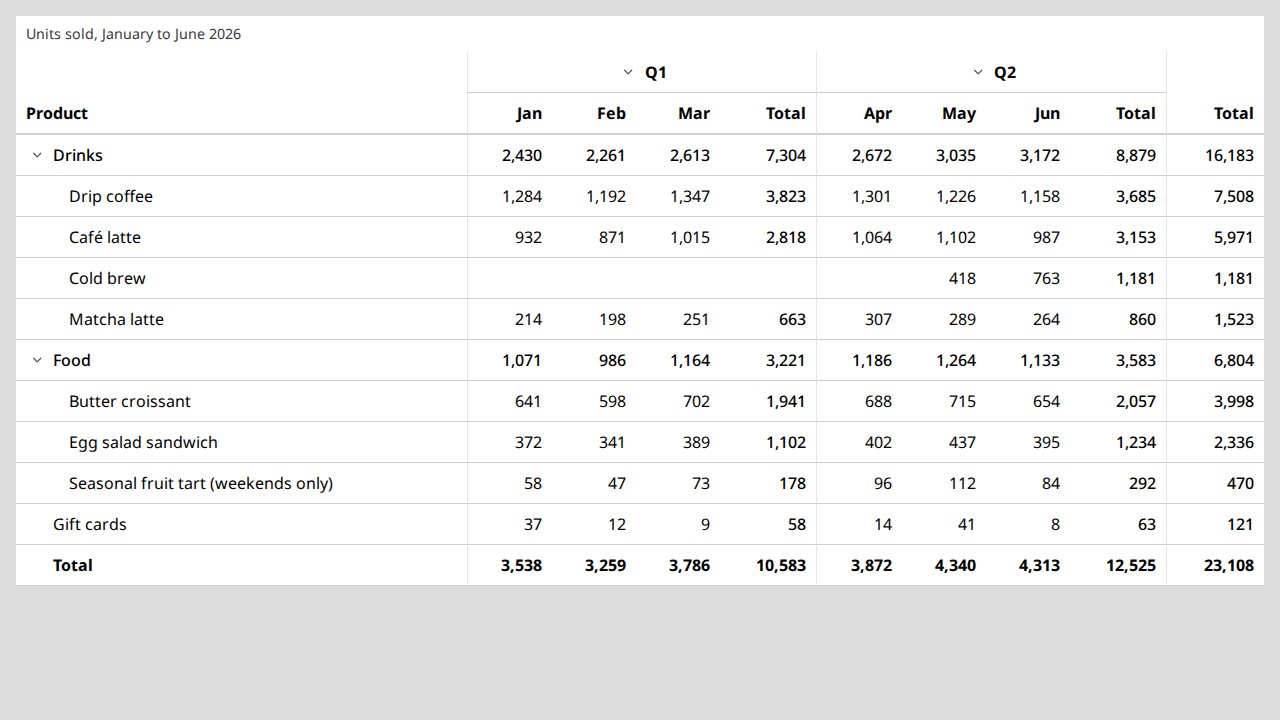 Units sold, January to June 2026
Q1 Q2
Product Jan Feb Mar Total Apr May Jun Total Total
Drinks 2,430 2,261 2,613 7,304 2,672 3,035 3,172 8,879 16,183
Drip coffee 1,284 1,192 1,347 3,823 1,301 1,226 1,158 3,685 7,508
Café latte 932 871 1,015 2,818 1,064 1,102 987 3,153 5,971
Cold brew 418 763 1,181 1,181
Matcha latte 214 198 251 663 307 289 264 860 1,523
Food 1,071 986 1,164 3,221 1,186 1,264 1,133 3,583 6,804
Butter croissant 641 598 702 1,941 688 715 654 2,057 3,998
Egg salad sandwich 372 341 389 1,102 402 437 395 1,234 2,336
Seasonal fruit tart (weekends only) 58 47 73 178 96 112 84 292 470
Gift cards 37 12 9 58 14 41 8 63 121
Total 3,538 3,259 3,786 10,583 3,872 4,340 4,313 12,525 23,108